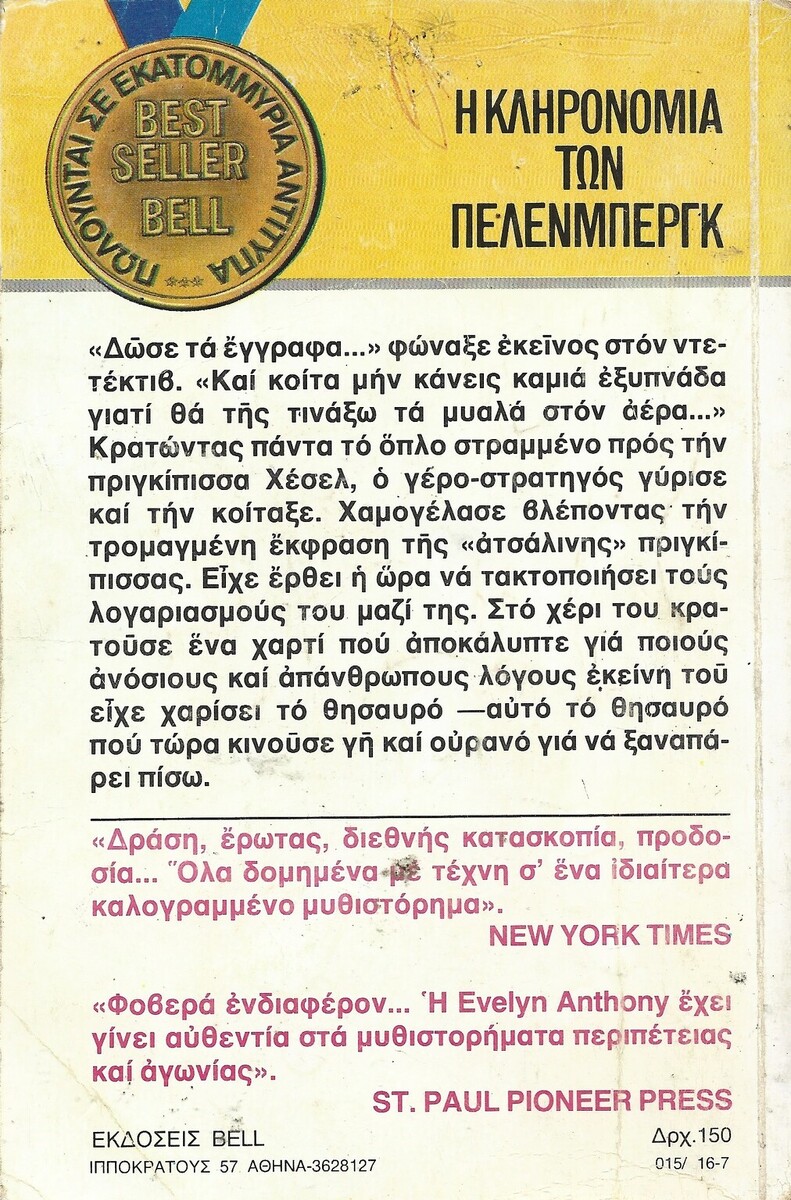 ΠΩΛΟΥΝΤΑΙ ΣΕ ΕΚΑΤΟΜΜΥΡΙΑ ΑΝΤΙΤΥΠΑ
BEST
SELLER
BELL
***
Η ΚΛΗΡΟΝΟΜΙΑ
ΤΩΝ
ΠΕΛΕΝΜΠΕΡΓΚ
«Δῶσε τά ἔγγραφα...» φώναξε ἐκεῖνος στόν ντε-
τέκτιβ. «Καί κοίτα μήν κάνεις καμιά ἐξυπνάδα
γιατί θά τῆς τινάξω τά μυαλά στόν ἀέρα...»
Κρατώντας πάντα τό ὅπλο στραμμένο πρός τήν
πριγκίπισσα Χέσελ, ὁ γέρο-στρατηγός γύρισε
καί τήν κοίταξε. Χαμογέλασε βλέποντας τήν
τρομαγμένη ἔκφραση τῆς «ἀτσάλινης» πριγκί-
πισσας. Εἶχε ἔρθει ἡ ὥρα νά τακτοποιήσει τούς
λογαριασμούς του μαζί της. Στό χέρι του κρα-
τοῦσε ἕνα χαρτί πού ἀποκάλυπτε γιά ποιούς
ἀνόσιους καί ἀπάνθρωπους λόγους ἐκείνη τοῦ
εἶχε χαρίσει τό θησαυρό —αὐτό τό θησαυρό
πού τώρα κινοῦσε γῆ καί οὐρανό γιά νά ξαναπά-
ρει πίσω.
«Δράση, ἔρωτας, διεθνής κατασκοπία, προδο-
σία... Ὅλα δομημένα μέ τέχνη σ' ἕνα ἰδιαίτερα
καλογραμμένο μυθιστόρημα».
NEW YORK TIMES
«Φοβερά ἐνδιαφέρον... Ἡ Evelyn Anthony ἔχει
γίνει αὐθεντία στά μυθιστορήματα περιπέτειας
καί ἀγωνίας».
ST. PAUL PIONEER PRESS
ΕΚΔΟΣΕΙΣ BELL
Δρχ.150
ΙΠΠΟΚΡΑΤΟΥΣ 57 ΑΘΗΝΑ-3628127
015/ 16-7